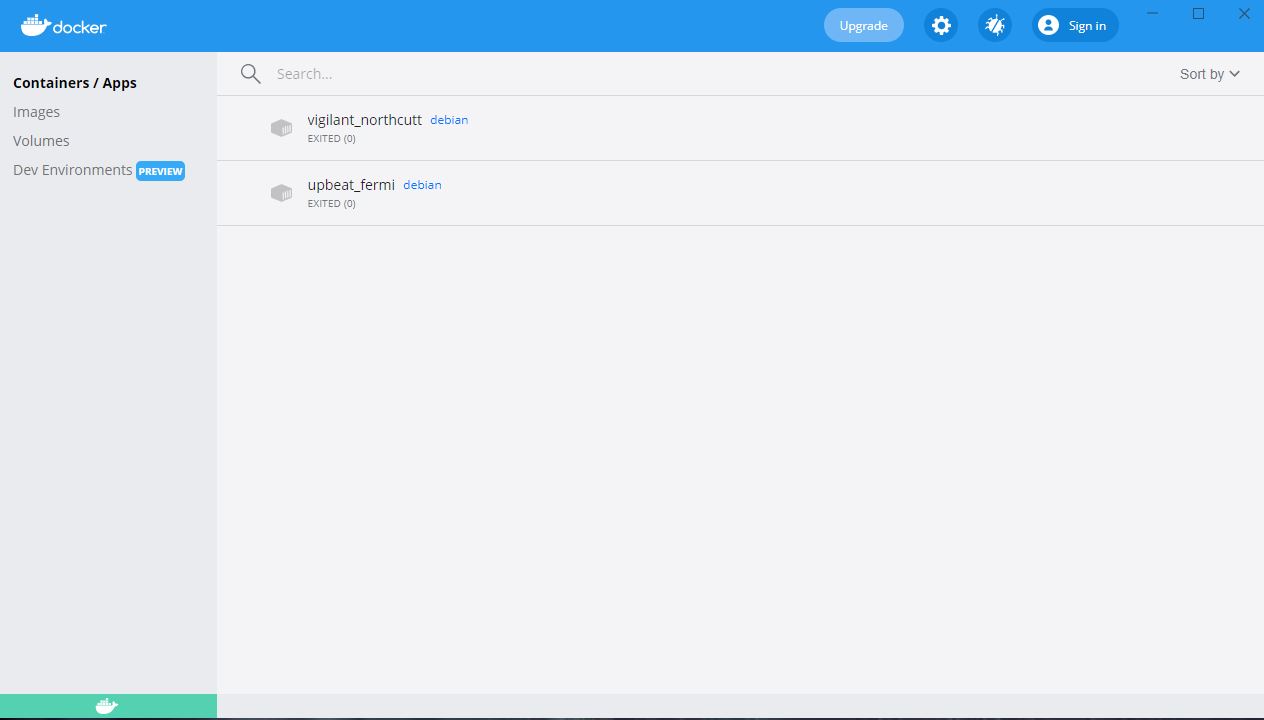 docker
Upgrade
Sign in
Containers / Apps
Images
Volumes
Dev Environments PREVIEW
Search...
Sort by
vigilant_northcutt debian
EXITED (0)
upbeat_fermi debian
EXITED (0)